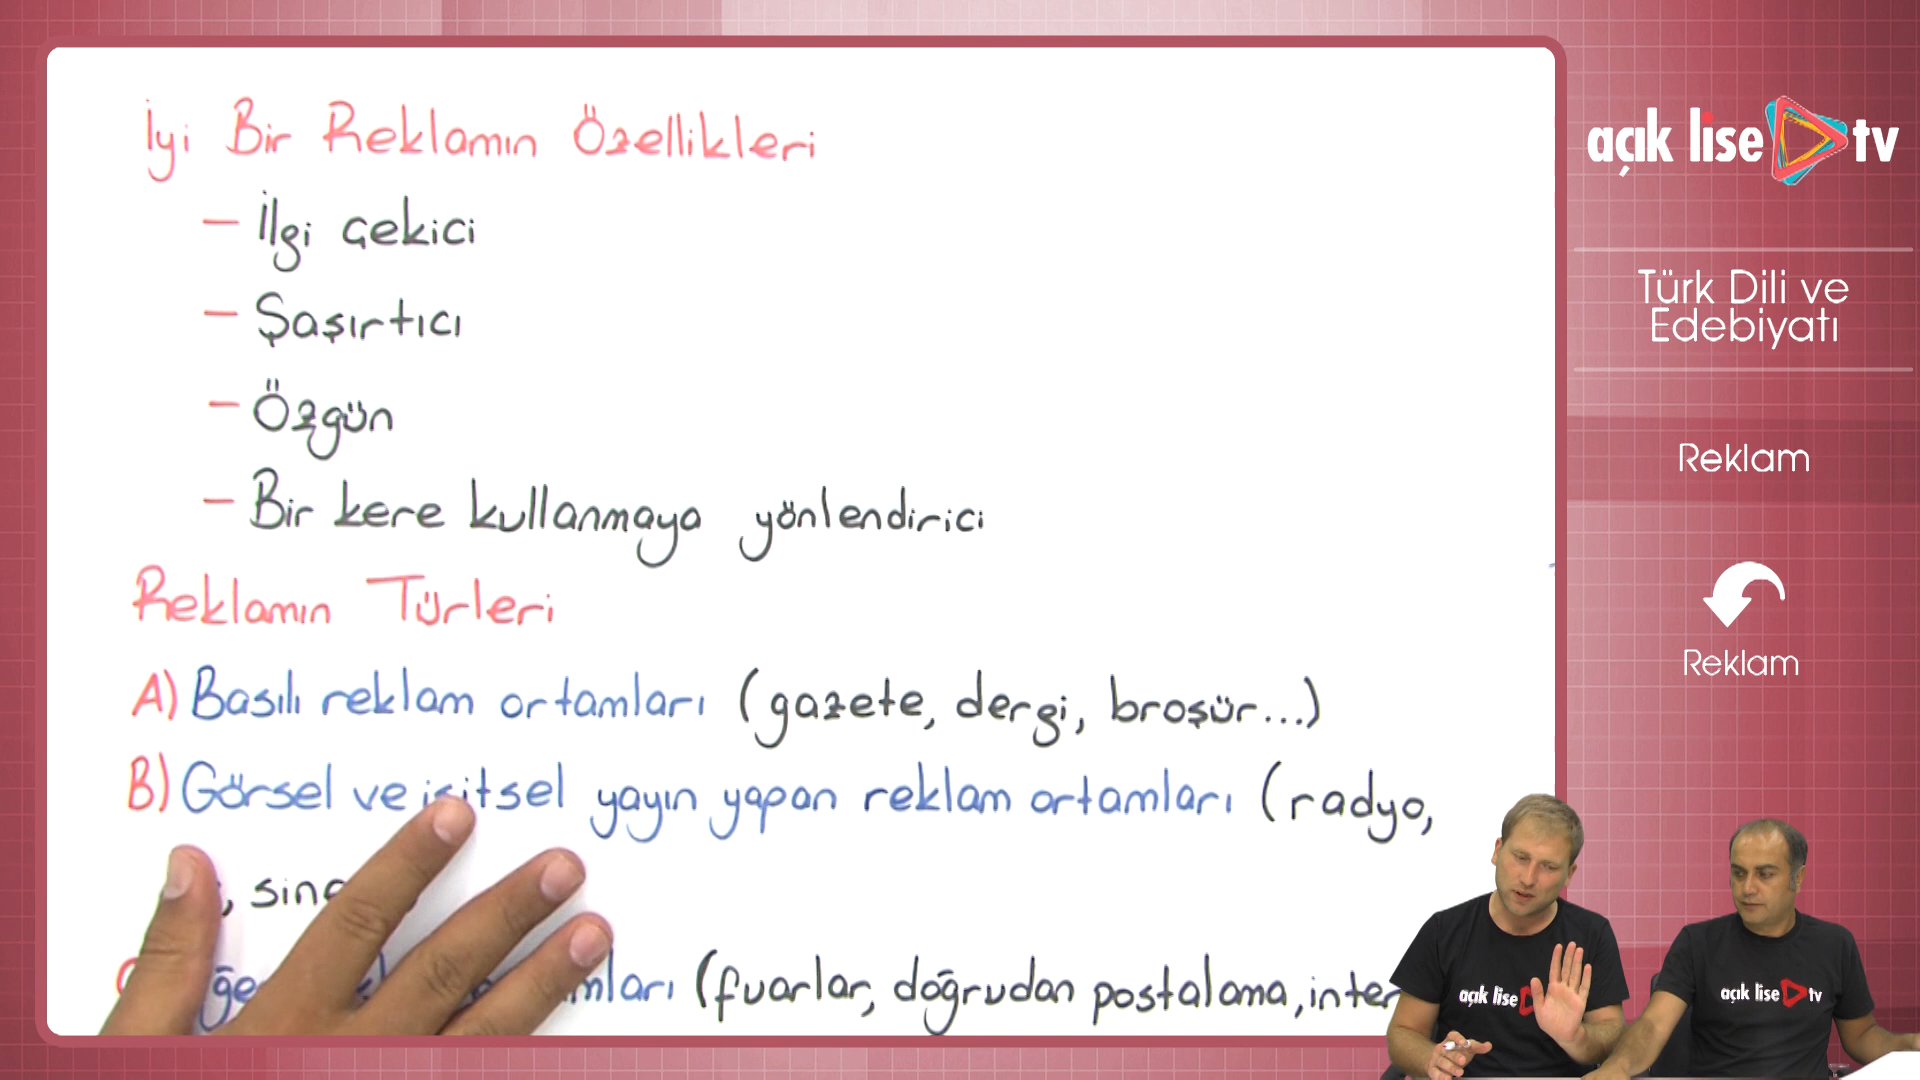 İyi Bir Reklamın Özellikleri
– İlgi çekici
– Şaşırtıcı
– Özgün
– Bir kere kullanmaya yönlendirici
Reklamın Türleri
A) Basılı reklam ortamları (gazete, dergi, broşür...)
B) Görsel ve işitsel yayın yapan reklam ortamları (radyo,
(fuarlar, doğrudan postalama,
açık lise tv
Türk Dili ve
Edebiyatı
Reklam
Reklam
açık lise
açık lise tv